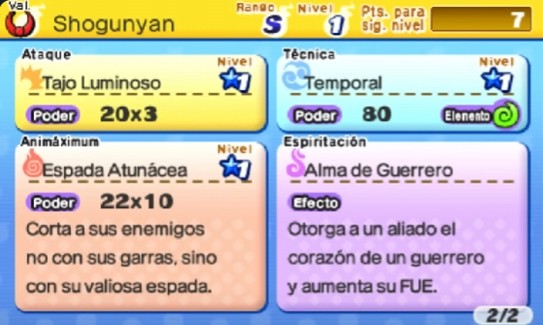 Val.
Shogunyan
Rango S
Nivel 1
Pts. para
sig. nivel
7
Ataque
Nivel
Tajo Luminoso
1
Poder 20x3
Técnica
Nivel
Temporal
1
Poder 80 Elemento
Animáximum
Nivel
Espada Atunácea
1
Poder 22x10
Corta a sus enemigos
no con sus garras, sino
con su valiosa espada.
Espiritación
Alma de Guerrero
Efecto
Otorga a un aliado el
corazón de un guerrero
y aumenta su FUE.
2/2